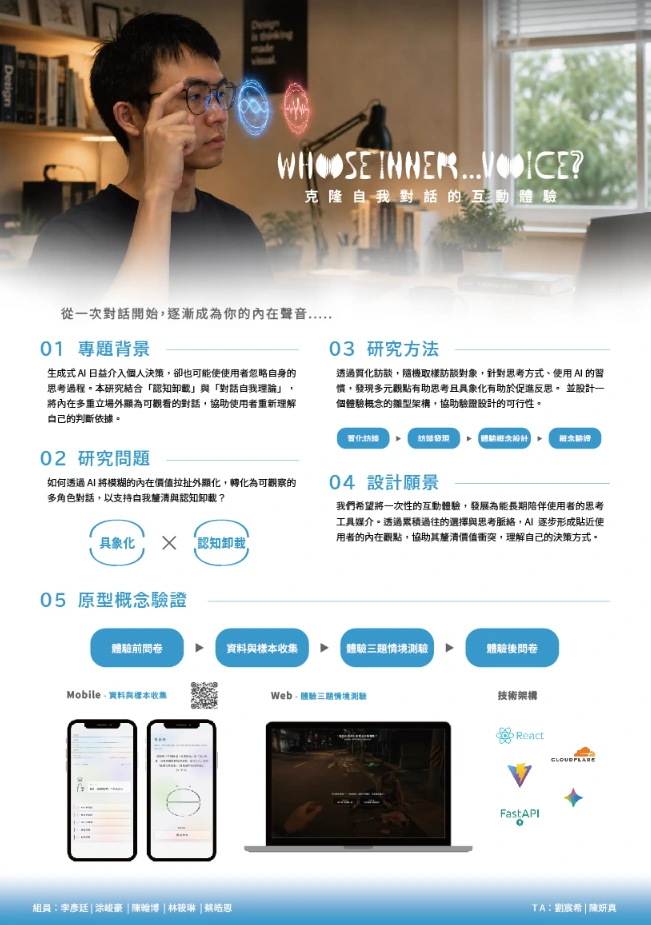 Design
is thinking
made
visual.
Design
WHOOSE INNER...VOOICE?
克隆自我對話的互動體驗
從一次對話開始,逐漸成為你的內在聲音.....
01 專題背景
生成式 AI 日益介入個人決策,卻也可能使使用者忽略自身的
思考過程。本研究結合「認知卸載」與「對話自我理論」,
將內在多重立場外顯為可觀看的對話,協助使用者重新理解
自己的判斷依據。
02 研究問題
如何透過 AI 將模糊的內在價值拉扯外顯化,轉化為可觀察的
多角色對話,以支持自我釐清與認知卸載？
具象化 × 認知卸載
03 研究方法
透過質化訪談,隨機取樣訪談對象,針對思考方式、使用 AI 的習
慣,發現多元觀點有助思考且具象化有助於促進反思。 並設計一
個體驗概念的雛型架構,協助驗證設計的可行性。
質化訪談 ▶ 訪談發現 ▶ 體驗概念設計 ▶ 概念驗證
04 設計願景
我們希望將一次性的互動體驗,發展為能長期陪伴使用者的思考
工具媒介。透過累積過往的選擇與思考脈絡,AI 逐步形成貼近使
用者的內在觀點,協助其釐清價值衝突,理解自己的決策方式。
05 原型概念驗證
體驗前問卷 ▶ 資料與樣本收集 ▶ 體驗三題情境測驗 ▶ 體驗後問卷
Mobile - 資料與樣本收集
Web - 體驗三題情境測驗
技術架構
React
CLOUDFLARE
FastAPI
組員：李彥廷 | 涂峻豪 | 陳翰博 | 林筱琳 | 蔡皓恩
TA：劉宸希 | 陳妍真